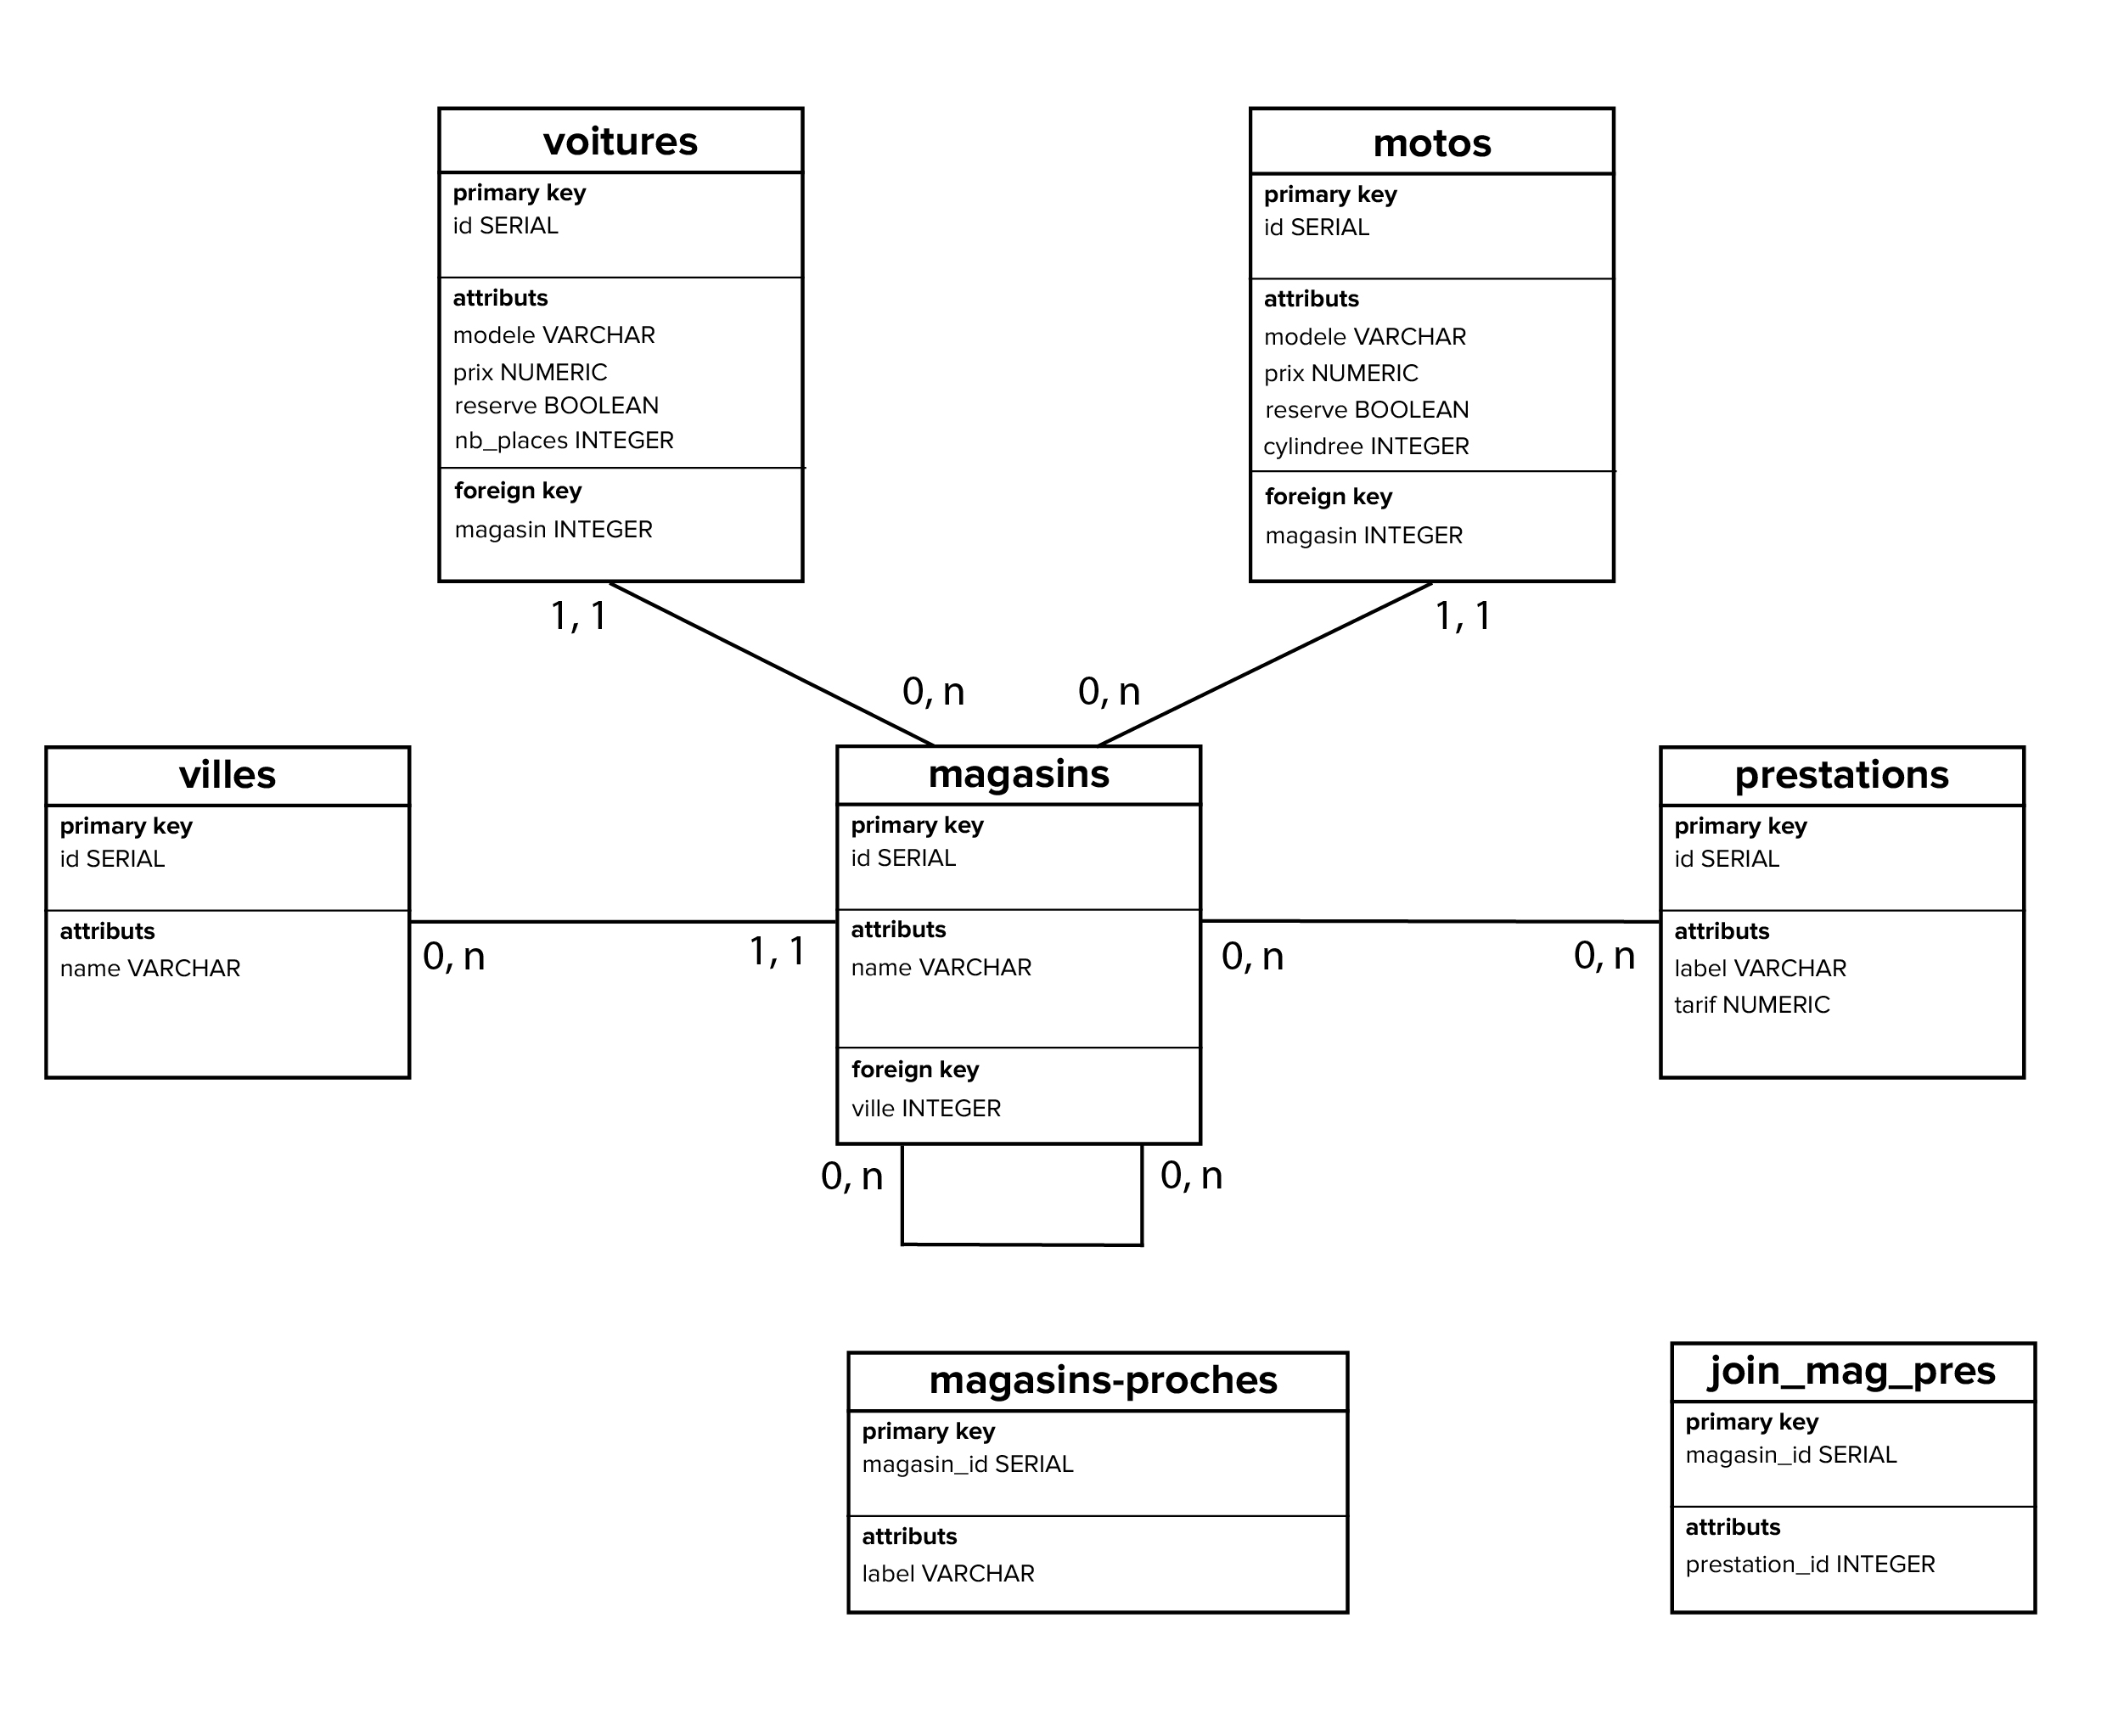 voitures
primary key
id SERIAL
attributs
modele VARCHAR
prix NUMERIC
reserve BOOLEAN
nb_places INTEGER
foreign key
magasin INTEGER
1, 1
motos
primary key
id SERIAL
attributs
modele VARCHAR
prix NUMERIC
reserve BOOLEAN
cylindree INTEGER
foreign key
magasin INTEGER
1, 1
0, n
0, n
villes
primary key
id SERIAL
attributs
name VARCHAR
0, n
1, 1
magasins
primary key
id SERIAL
attributs
name VARCHAR
foreign key
ville INTEGER
0, n
0, n
0, n
0, n
prestations
primary key
id SERIAL
attributs
label VARCHAR
tarif NUMERIC
magasins-proches
primary key
magasin_id SERIAL
attributs
label VARCHAR
join_mag_pres
primary key
magasin_id SERIAL
attributs
prestation_id INTEGER